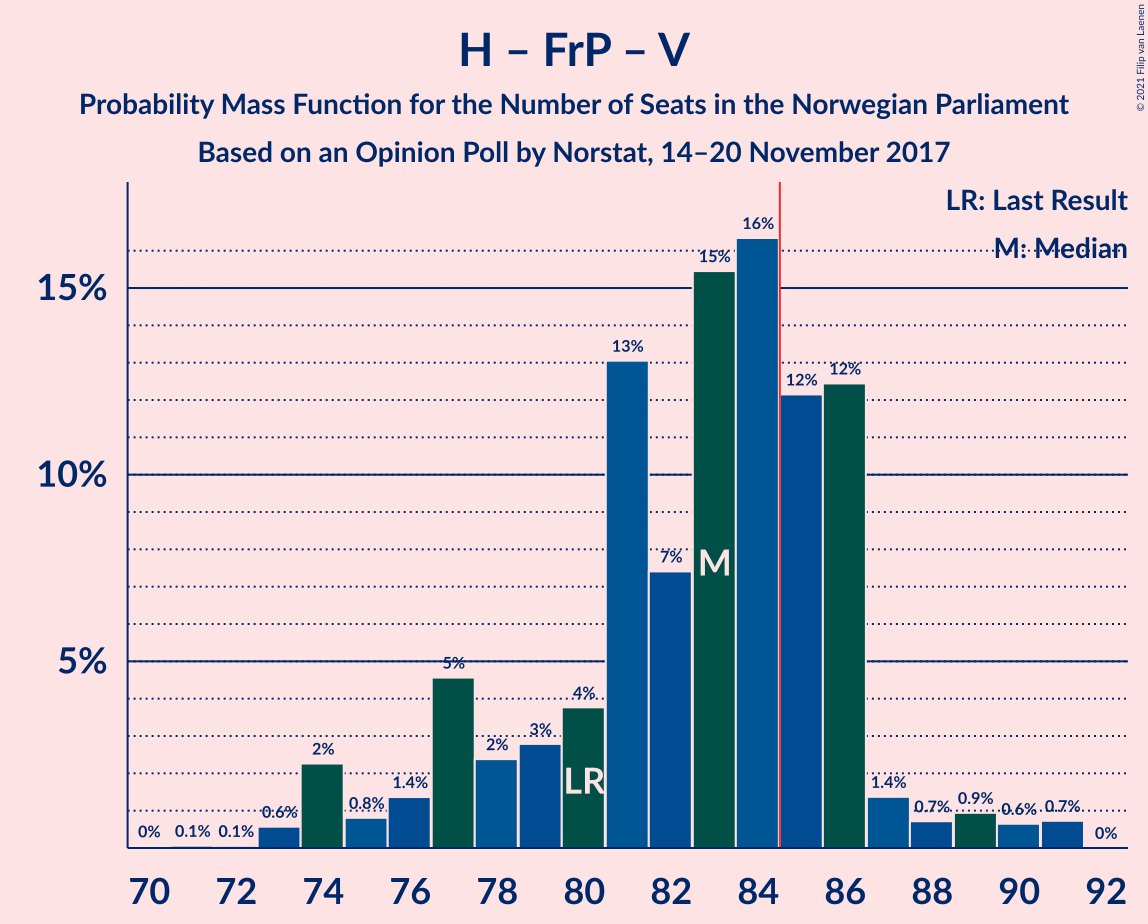 H – FrP – V
Probability Mass Function for the Number of Seats in the Norwegian Parliament
Based on an Opinion Poll by Norstat, 14–20 November 2017
© 2021 Filip van Laenen
LR: Last Result
M: Median
15%
10%
5%
0%
0.1%
0.1%
0.6%
2%
0.8%
1.4%
5%
2%
3%
4%
13%
7%
15%
16%
12%
12%
1.4%
0.7%
0.9%
0.6%
0.7%
0%
LR
M
70 72 74 76 78 80 82 84 86 88 90 92